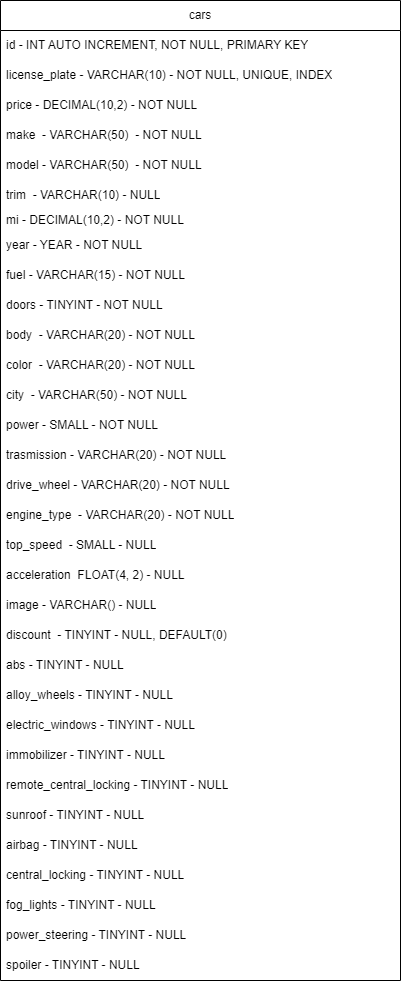 cars
id - INT AUTO INCREMENT, NOT NULL, PRIMARY KEY
license_plate - VARCHAR(10) - NOT NULL, UNIQUE, INDEX
price - DECIMAL(10,2) - NOT NULL
make - VARCHAR(50) - NOT NULL
model - VARCHAR(50) - NOT NULL
trim - VARCHAR(10) - NULL
mi - DECIMAL(10,2) - NOT NULL
year - YEAR - NOT NULL
fuel - VARCHAR(15) - NOT NULL
doors - TINYINT - NOT NULL
body - VARCHAR(20) - NOT NULL
color - VARCHAR(20) - NOT NULL
city - VARCHAR(50) - NOT NULL
power - SMALL - NOT NULL
trasmission - VARCHAR(20) - NOT NULL
drive_wheel - VARCHAR(20) - NOT NULL
engine_type - VARCHAR(20) - NOT NULL
top_speed - SMALL - NULL
acceleration FLOAT(4, 2) - NULL
image - VARCHAR() - NULL
discount - TINYINT - NULL, DEFAULT(0)
abs - TINYINT - NULL
alloy_wheels - TINYINT - NULL
electric_windows - TINYINT - NULL
immobilizer - TINYINT - NULL
remote_central_locking - TINYINT - NULL
sunroof - TINYINT - NULL
airbag - TINYINT - NULL
central_locking - TINYINT - NULL
fog_lights - TINYINT - NULL
power_steering - TINYINT - NULL
spoiler - TINYINT - NULL